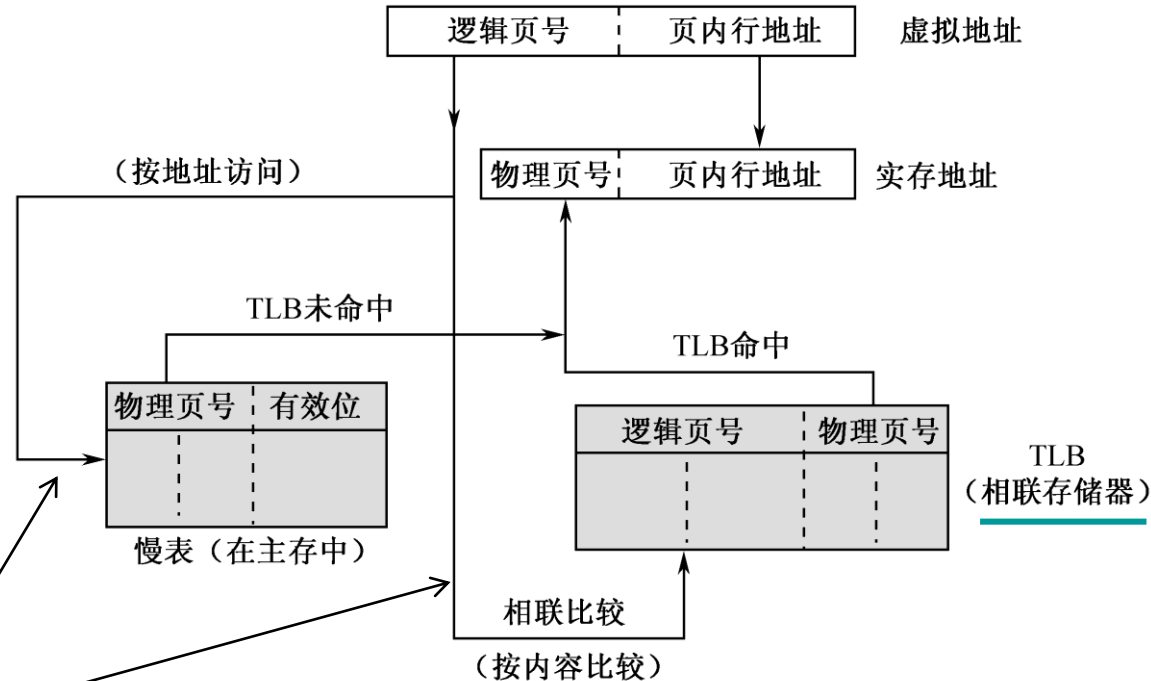 逻辑页号 页内行地址 虚拟地址
(按地址访问)
物理页号 页内行地址 实存地址
TLB未命中
TLB命中
物理页号 有效位
逻辑页号 物理页号
TLB
(相联存储器)
慢表(在主存中)
相联比较
(按内容比较)